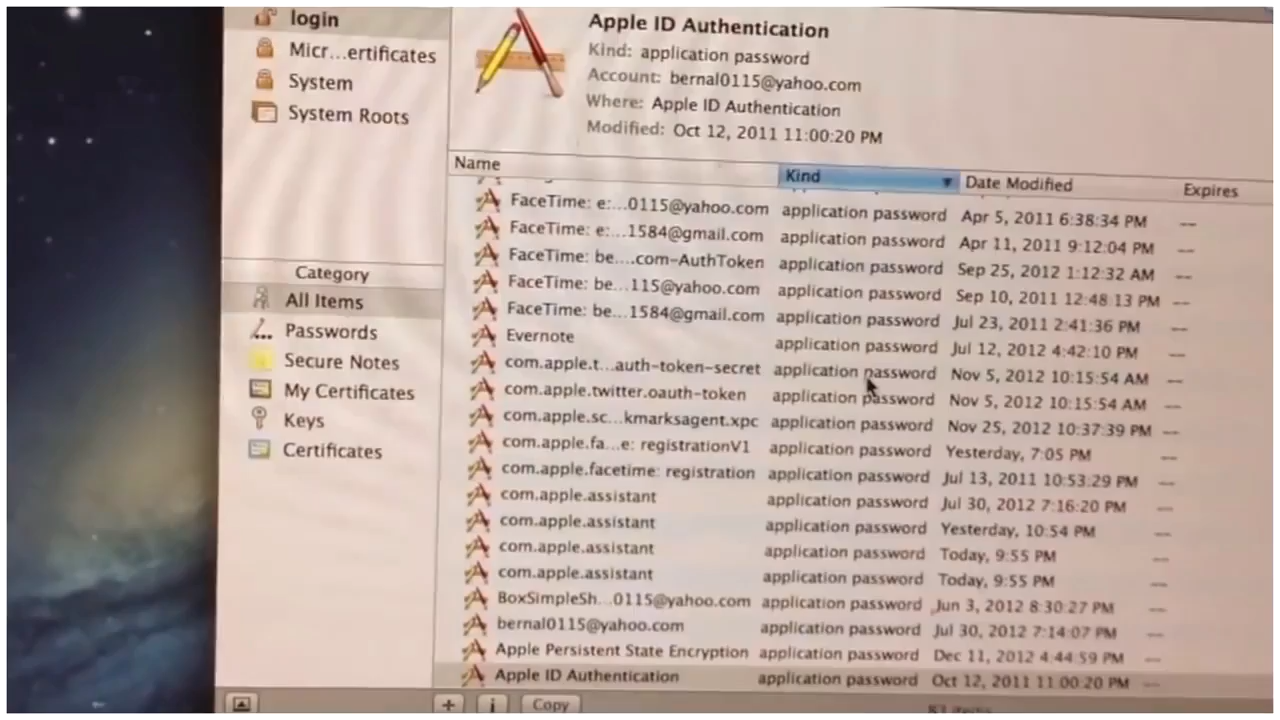 login
Micr...ertificates
System
System Roots
Category
All Items
Passwords
Secure Notes
My Certificates
Keys
Certificates
Apple ID Authentication
Kind: application password
Account: bernal0115@yahoo.com
Where: Apple ID Authentication
Modified: Oct 12, 2011 11:00:20 PM
Name Kind Date Modified Expires
FaceTime: e:...0115@yahoo.com application password Apr 5, 2011 6:38:34 PM --
FaceTime: e:...1584@gmail.com application password Apr 11, 2011 9:12:04 PM --
FaceTime: be....com-AuthToken application password Sep 25, 2012 1:12:32 AM --
FaceTime: be...115@yahoo.com application password Sep 10, 2011 12:48 13 PM --
FaceTime: be...1584@gmail.com application password Jul 23, 2011 2:41:36 PM --
Evernote application password Jul 12, 2012 4:42:10 PM --
com.apple.t...auth-token-secret application password Nov 5, 2012 10:15:54 AM --
com.apple.twitter.oauth-token application password Nov 5, 2012 10:15:54 AM --
com.apple.sc...kmarksagent.xpc application password Nov 25, 2012 10:37:39 PM --
com.apple.fa...e: registrationV1 application password Yesterday, 7:05 PM --
com.apple.facetime: registration application password Jul 13, 2011 10:53:29 PM --
com.apple.assistant application password Jul 30, 2012 7:16:20 PM --
com.apple.assistant application password Yesterday, 10:54 PM --
com.apple.assistant application password Today, 9:55 PM --
com.apple.assistant application password Today, 9:55 PM --
BoxSimpleSh...0115@yahoo.com application password Jun 3, 2012 8:30:27 PM --
bernal0115@yahoo.com application password Jul 30, 2012 7:14:07 PM --
Apple Persistent State Encryption application password Dec 11, 2012 4:44:59 PM --
Apple ID Authentication application password Oct 12, 2011 11:00:20 PM --
+ i Copy